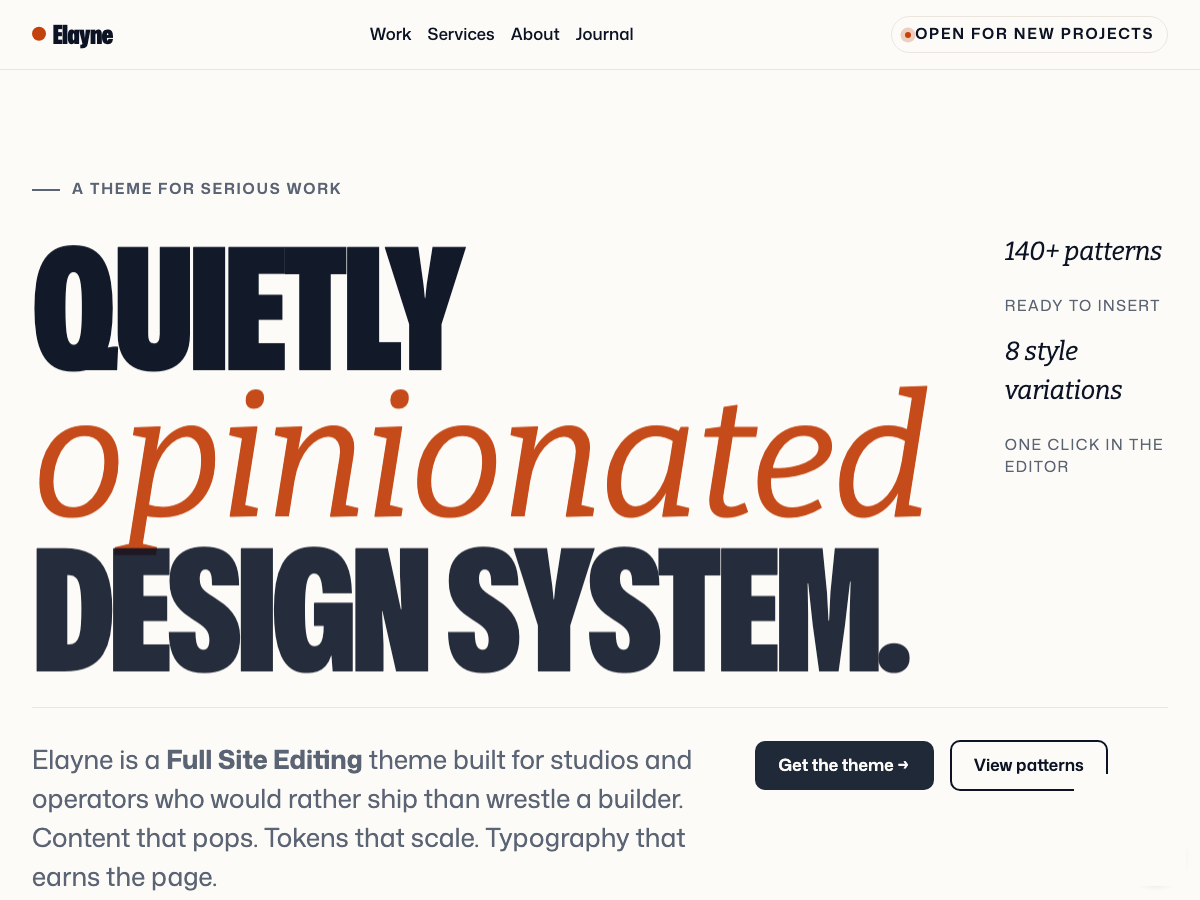 Elayne
Work Services About Journal
OPEN FOR NEW PROJECTS
A THEME FOR SERIOUS WORK
QUIETLY
opinionated
DESIGN SYSTEM.
140+ patterns
READY TO INSERT
8 style
variations
ONE CLICK IN THE
EDITOR
Elayne is a Full Site Editing theme built for studios and
operators who would rather ship than wrestle a builder.
Content that pops. Tokens that scale. Typography that
earns the page.
Get the theme →
View patterns